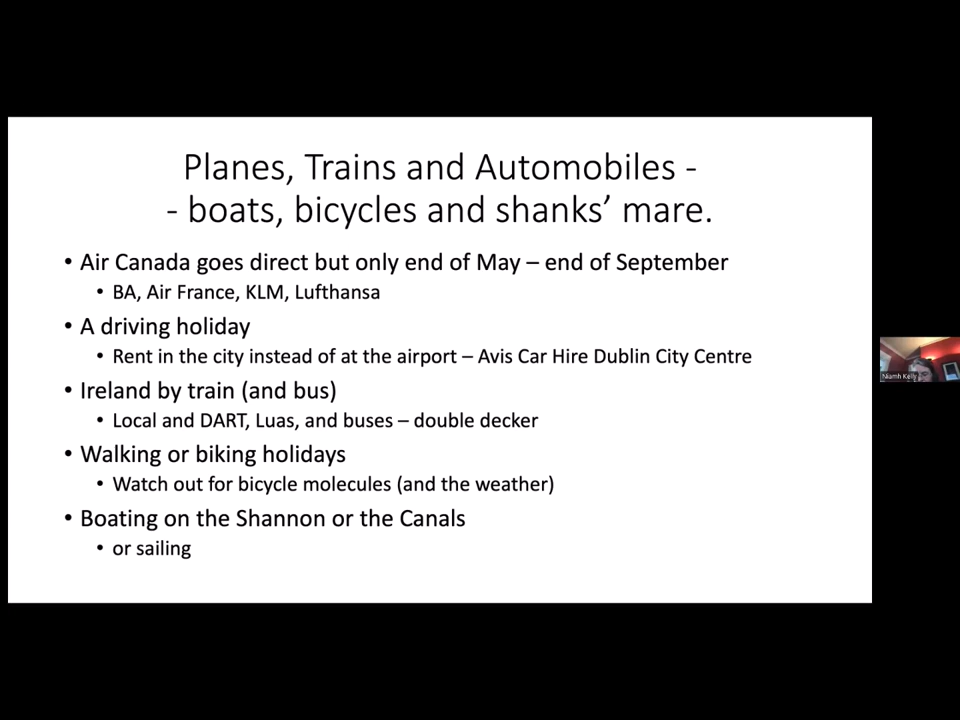 Planes, Trains and Automobiles -
- boats, bicycles and shanks’ mare.
• Air Canada goes direct but only end of May – end of September
• BA, Air France, KLM, Lufthansa
• A driving holiday
• Rent in the city instead of at the airport – Avis Car Hire Dublin City Centre
• Ireland by train (and bus)
• Local and DART, Luas, and buses – double decker
• Walking or biking holidays
• Watch out for bicycle molecules (and the weather)
• Boating on the Shannon or the Canals
• or sailing
Niamh Kelly